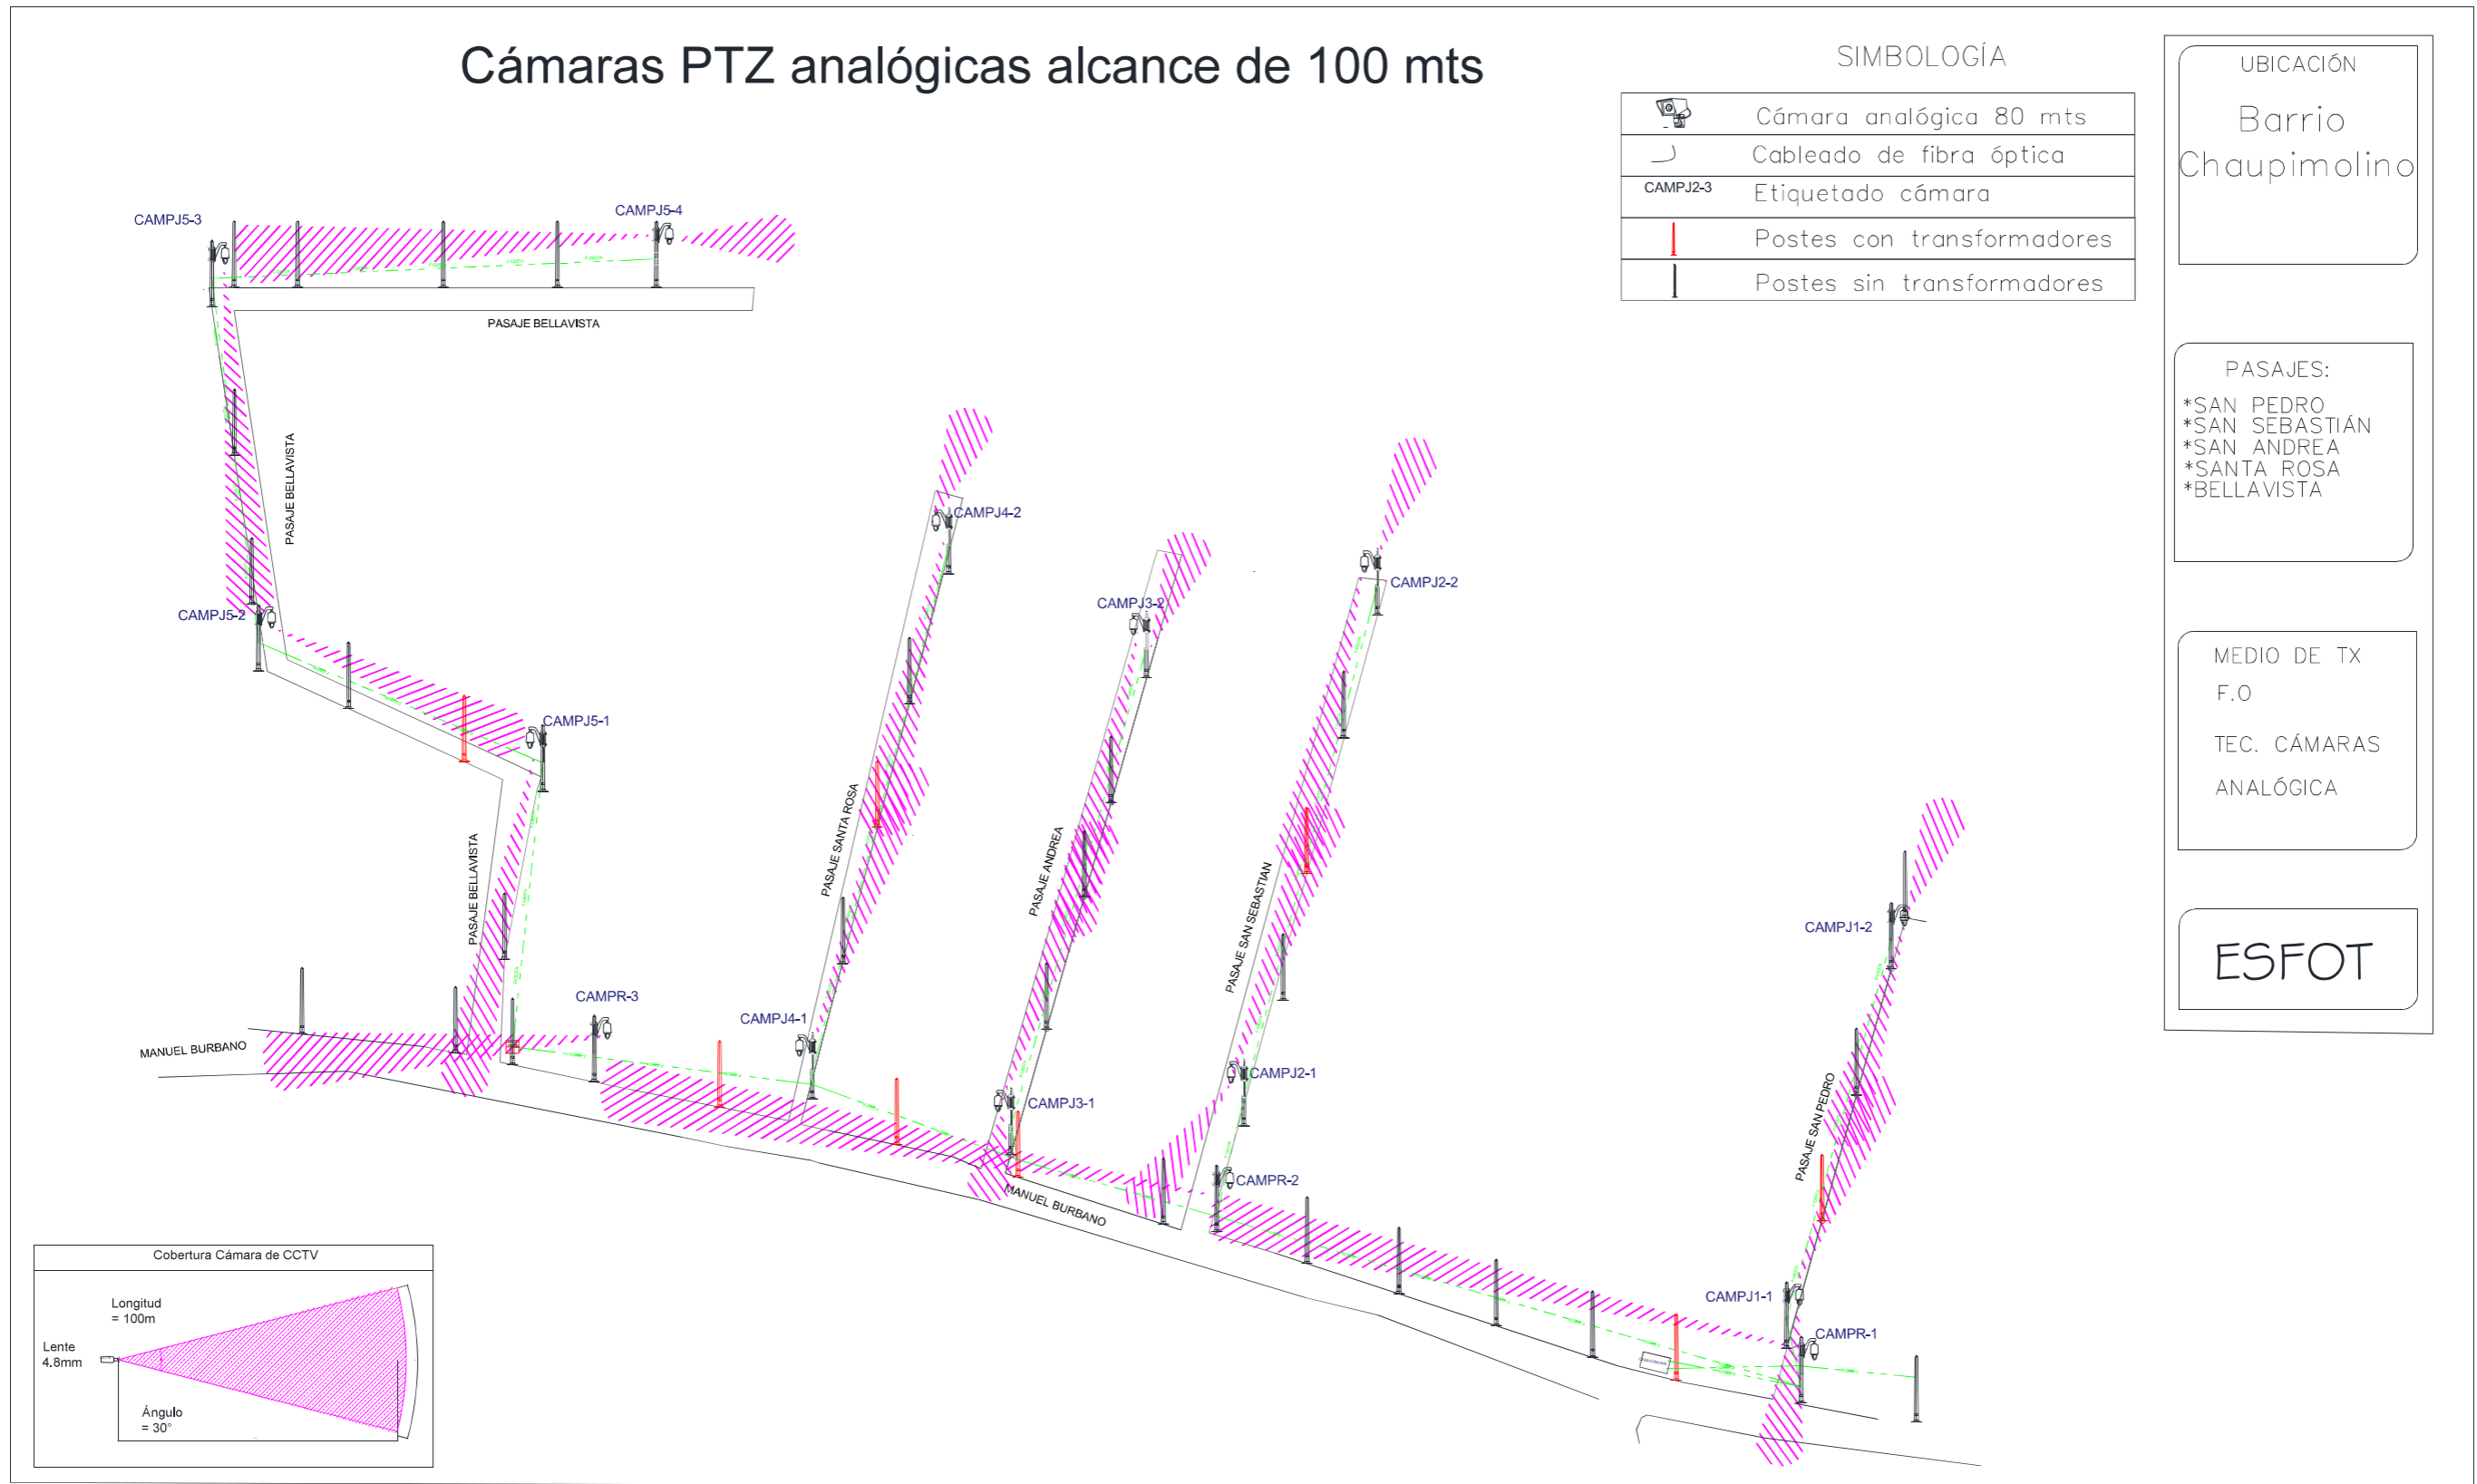 Cámaras PTZ analógicas alcance de 100 mts
SIMBOLOGÍA
Cámara analógica 80 mts
Cableado de fibra óptica
CAMPJ2-3 Etiquetado cámara
Postes con transformadores
Postes sin transformadores
UBICACIÓN
Barrio
Chaupimolino
PASAJES:
*SAN PEDRO
*SAN SEBASTIÁN
*SAN ANDREA
*SANTA ROSA
*BELLAVISTA
MEDIO DE TX
F.O
TEC. CÁMARAS
ANALÓGICA
ESFOT
CAMPJ5-3
CAMPJ5-4
PASAJE BELLAVISTA
PASAJE BELLAVISTA
CAMPJ5-2
CAMPJ5-1
PASAJE BELLAVISTA
CAMPJ4-2
CAMPJ3-2
CAMPJ2-2
PASAJE SANTA ROSA
PASAJE ANDREA
PASAJE SAN SEBASTIAN
CAMPJ1-2
PASAJE SAN PEDRO
MANUEL BURBANO
CAMPR-3
CAMPJ4-1
CAMPJ3-1
CAMPJ2-1
CAMPR-2
MANUEL BURBANO
CAMPJ1-1
CAMPR-1
Cobertura Cámara de CCTV
Longitud
= 100m
Lente
4.8mm
Ángulo
= 30°